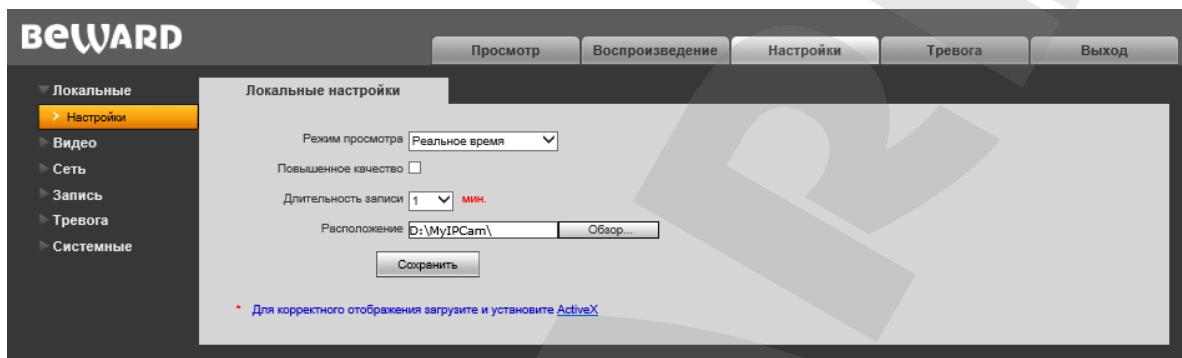 BEWARD
Просмотр Воспроизведение Настройки Тревога Выход
Локальные
Настройки
Видео
Сеть
Запись
Тревога
Системные
Локальные настройки
Режим просмотра Реальное время
Повышенное качество
Длительность записи 1 мин.
Расположение D:\MyIPCam\ Обзор...
Сохранить
* Для корректного отображения загрузите и установите ActiveX